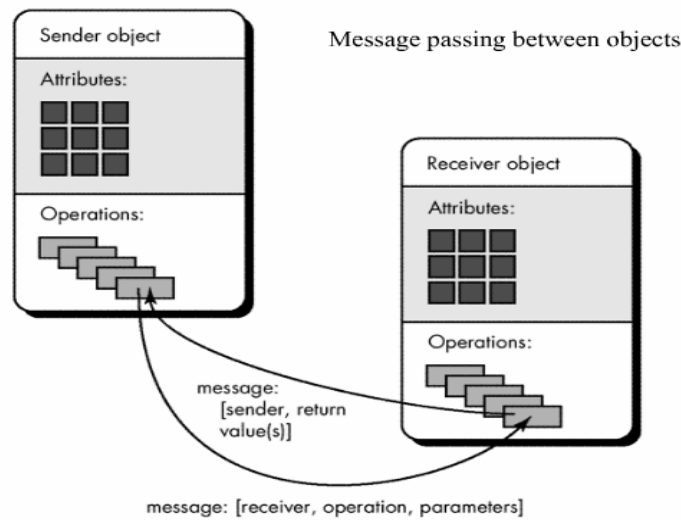 Message passing between objects
Sender object
Attributes:
Operations:
Receiver object
Attributes:
Operations:
message:
[sender, return
value(s)]
message: [receiver, operation, parameters]